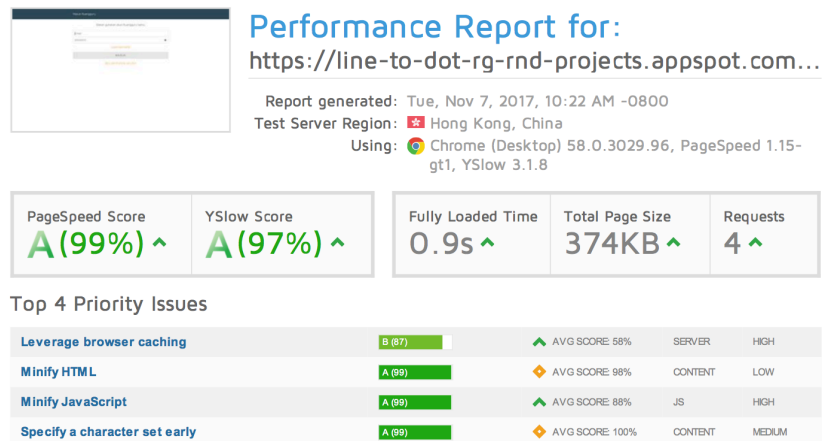 Performance Report for:
https://line-to-dot-rg-rnd-projects.appspot.com...
Report generated: Tue, Nov 7, 2017, 10:22 AM -0800
Test Server Region: Hong Kong, China
Using: Chrome (Desktop) 58.0.3029.96, PageSpeed 1.15-
gt1, YSlow 3.1.8
PageSpeed Score
A (99%)
YSlow Score
A (97%)
Fully Loaded Time
0.9s
Total Page Size
374KB
Requests
4
Top 4 Priority Issues
Leverage browser caching B (87) AVG SCORE: 58% SERVER HIGH
Minify HTML A (99) AVG SCORE: 98% CONTENT LOW
Minify JavaScript A (99) AVG SCORE: 88% JS HIGH
Specify a character set early A (99) AVG SCORE: 100% CONTENT MEDIUM